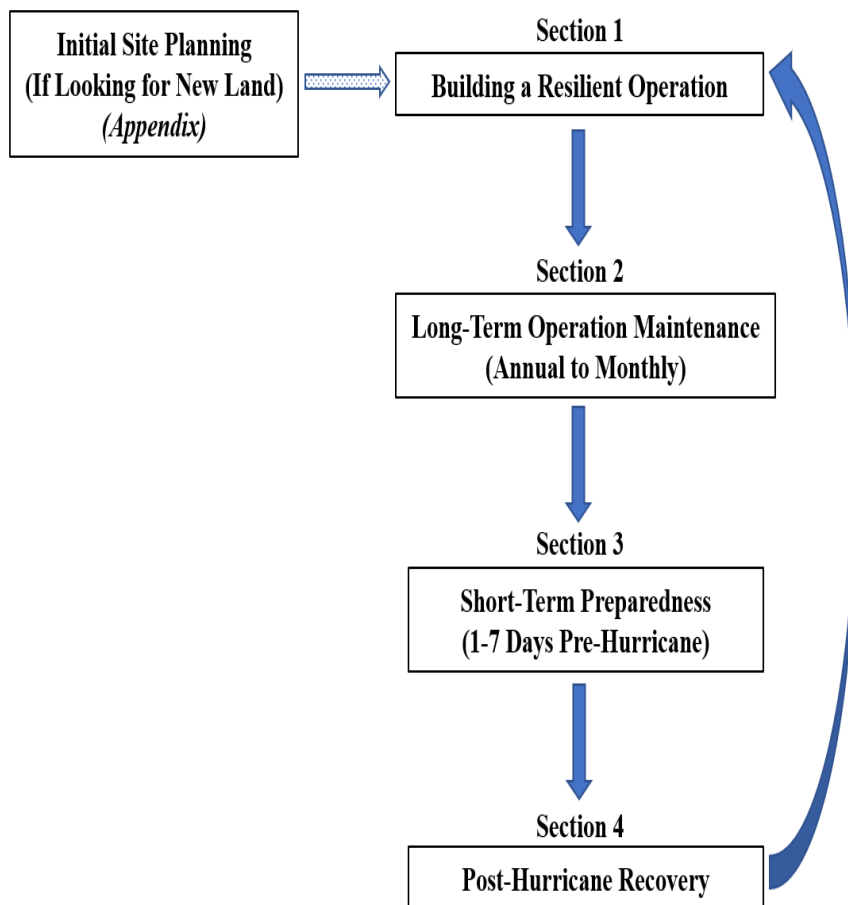 Initial Site Planning
(If Looking for New Land)
(Appendix)
Section 1
Building a Resilient Operation
Section 2
Long-Term Operation Maintenance
(Annual to Monthly)
Section 3
Short-Term Preparedness
(1-7 Days Pre-Hurricane)
Section 4
Post-Hurricane Recovery